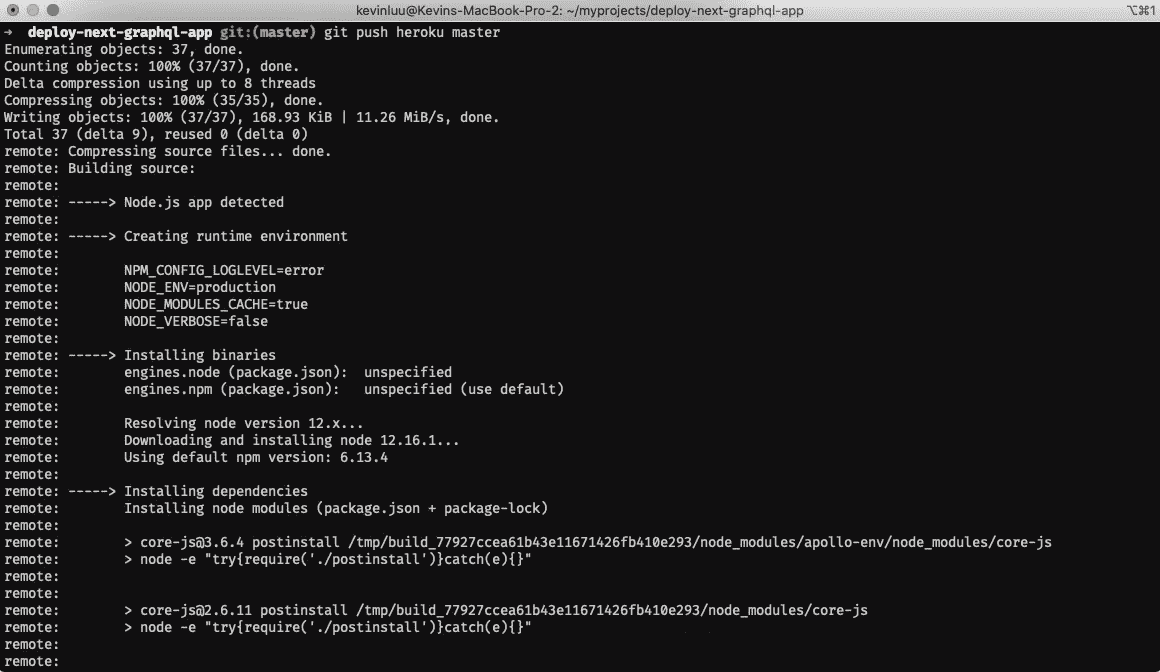 kevinluu@Kevins-MacBook-Pro-2: ~/myprojects/deploy-next-graphql-app
⌥⌘1
→ deploy-next-graphql-app git:(master) git push heroku master
Enumerating objects: 37, done.
Counting objects: 100% (37/37), done.
Delta compression using up to 8 threads
Compressing objects: 100% (35/35), done.
Writing objects: 100% (37/37), 168.93 KiB | 11.26 MiB/s, done.
Total 37 (delta 9), reused 0 (delta 0)
remote: Compressing source files... done.
remote: Building source:
remote:
remote: -----> Node.js app detected
remote:
remote: -----> Creating runtime environment
remote:
remote:        NPM_CONFIG_LOGLEVEL=error
remote:        NODE_ENV=production
remote:        NODE_MODULES_CACHE=true
remote:        NODE_VERBOSE=false
remote:
remote: -----> Installing binaries
remote:        engines.node (package.json):  unspecified
remote:        engines.npm (package.json):   unspecified (use default)
remote:
remote:        Resolving node version 12.x...
remote:        Downloading and installing node 12.16.1...
remote:        Using default npm version: 6.13.4
remote:
remote: -----> Installing dependencies
remote:        Installing node modules (package.json + package-lock)
remote:
remote:        > core-js@3.6.4 postinstall /tmp/build_77927ccea61b43e11671426fb410e293/node_modules/apollo-env/node_modules/core-js
remote:        > node -e "try{require('./postinstall')}catch(e){}"
remote:
remote:
remote:        > core-js@2.6.11 postinstall /tmp/build_77927ccea61b43e11671426fb410e293/node_modules/core-js
remote:        > node -e "try{require('./postinstall')}catch(e){}"
remote:
remote: